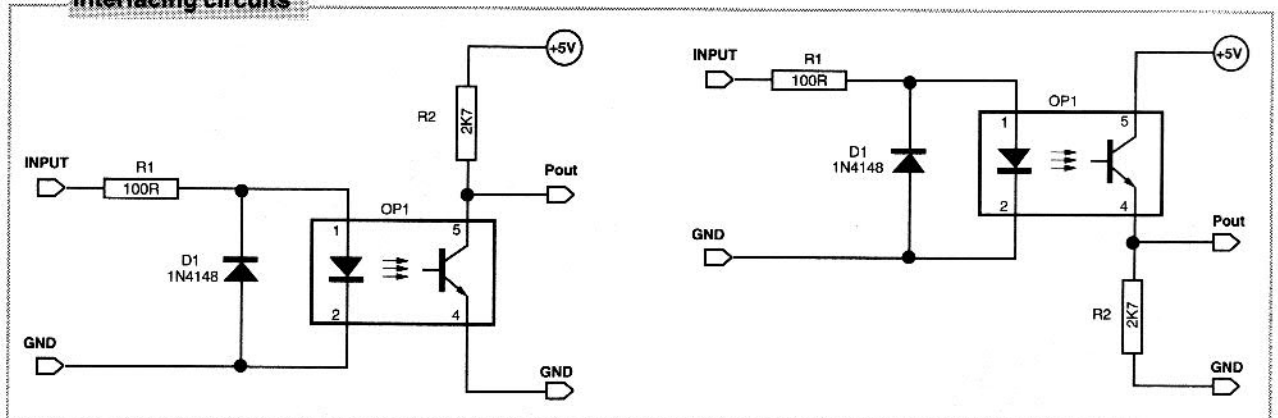 Interfacing circuits
+5V
R2
2K7
INPUT
R1
100R
Pout
OP1
1
5
D1
1N4148
2
4
GND
GND
INPUT
R1
100R
+5V
OP1
1
5
D1
1N4148
2
4
GND
Pout
R2
2K7
GND